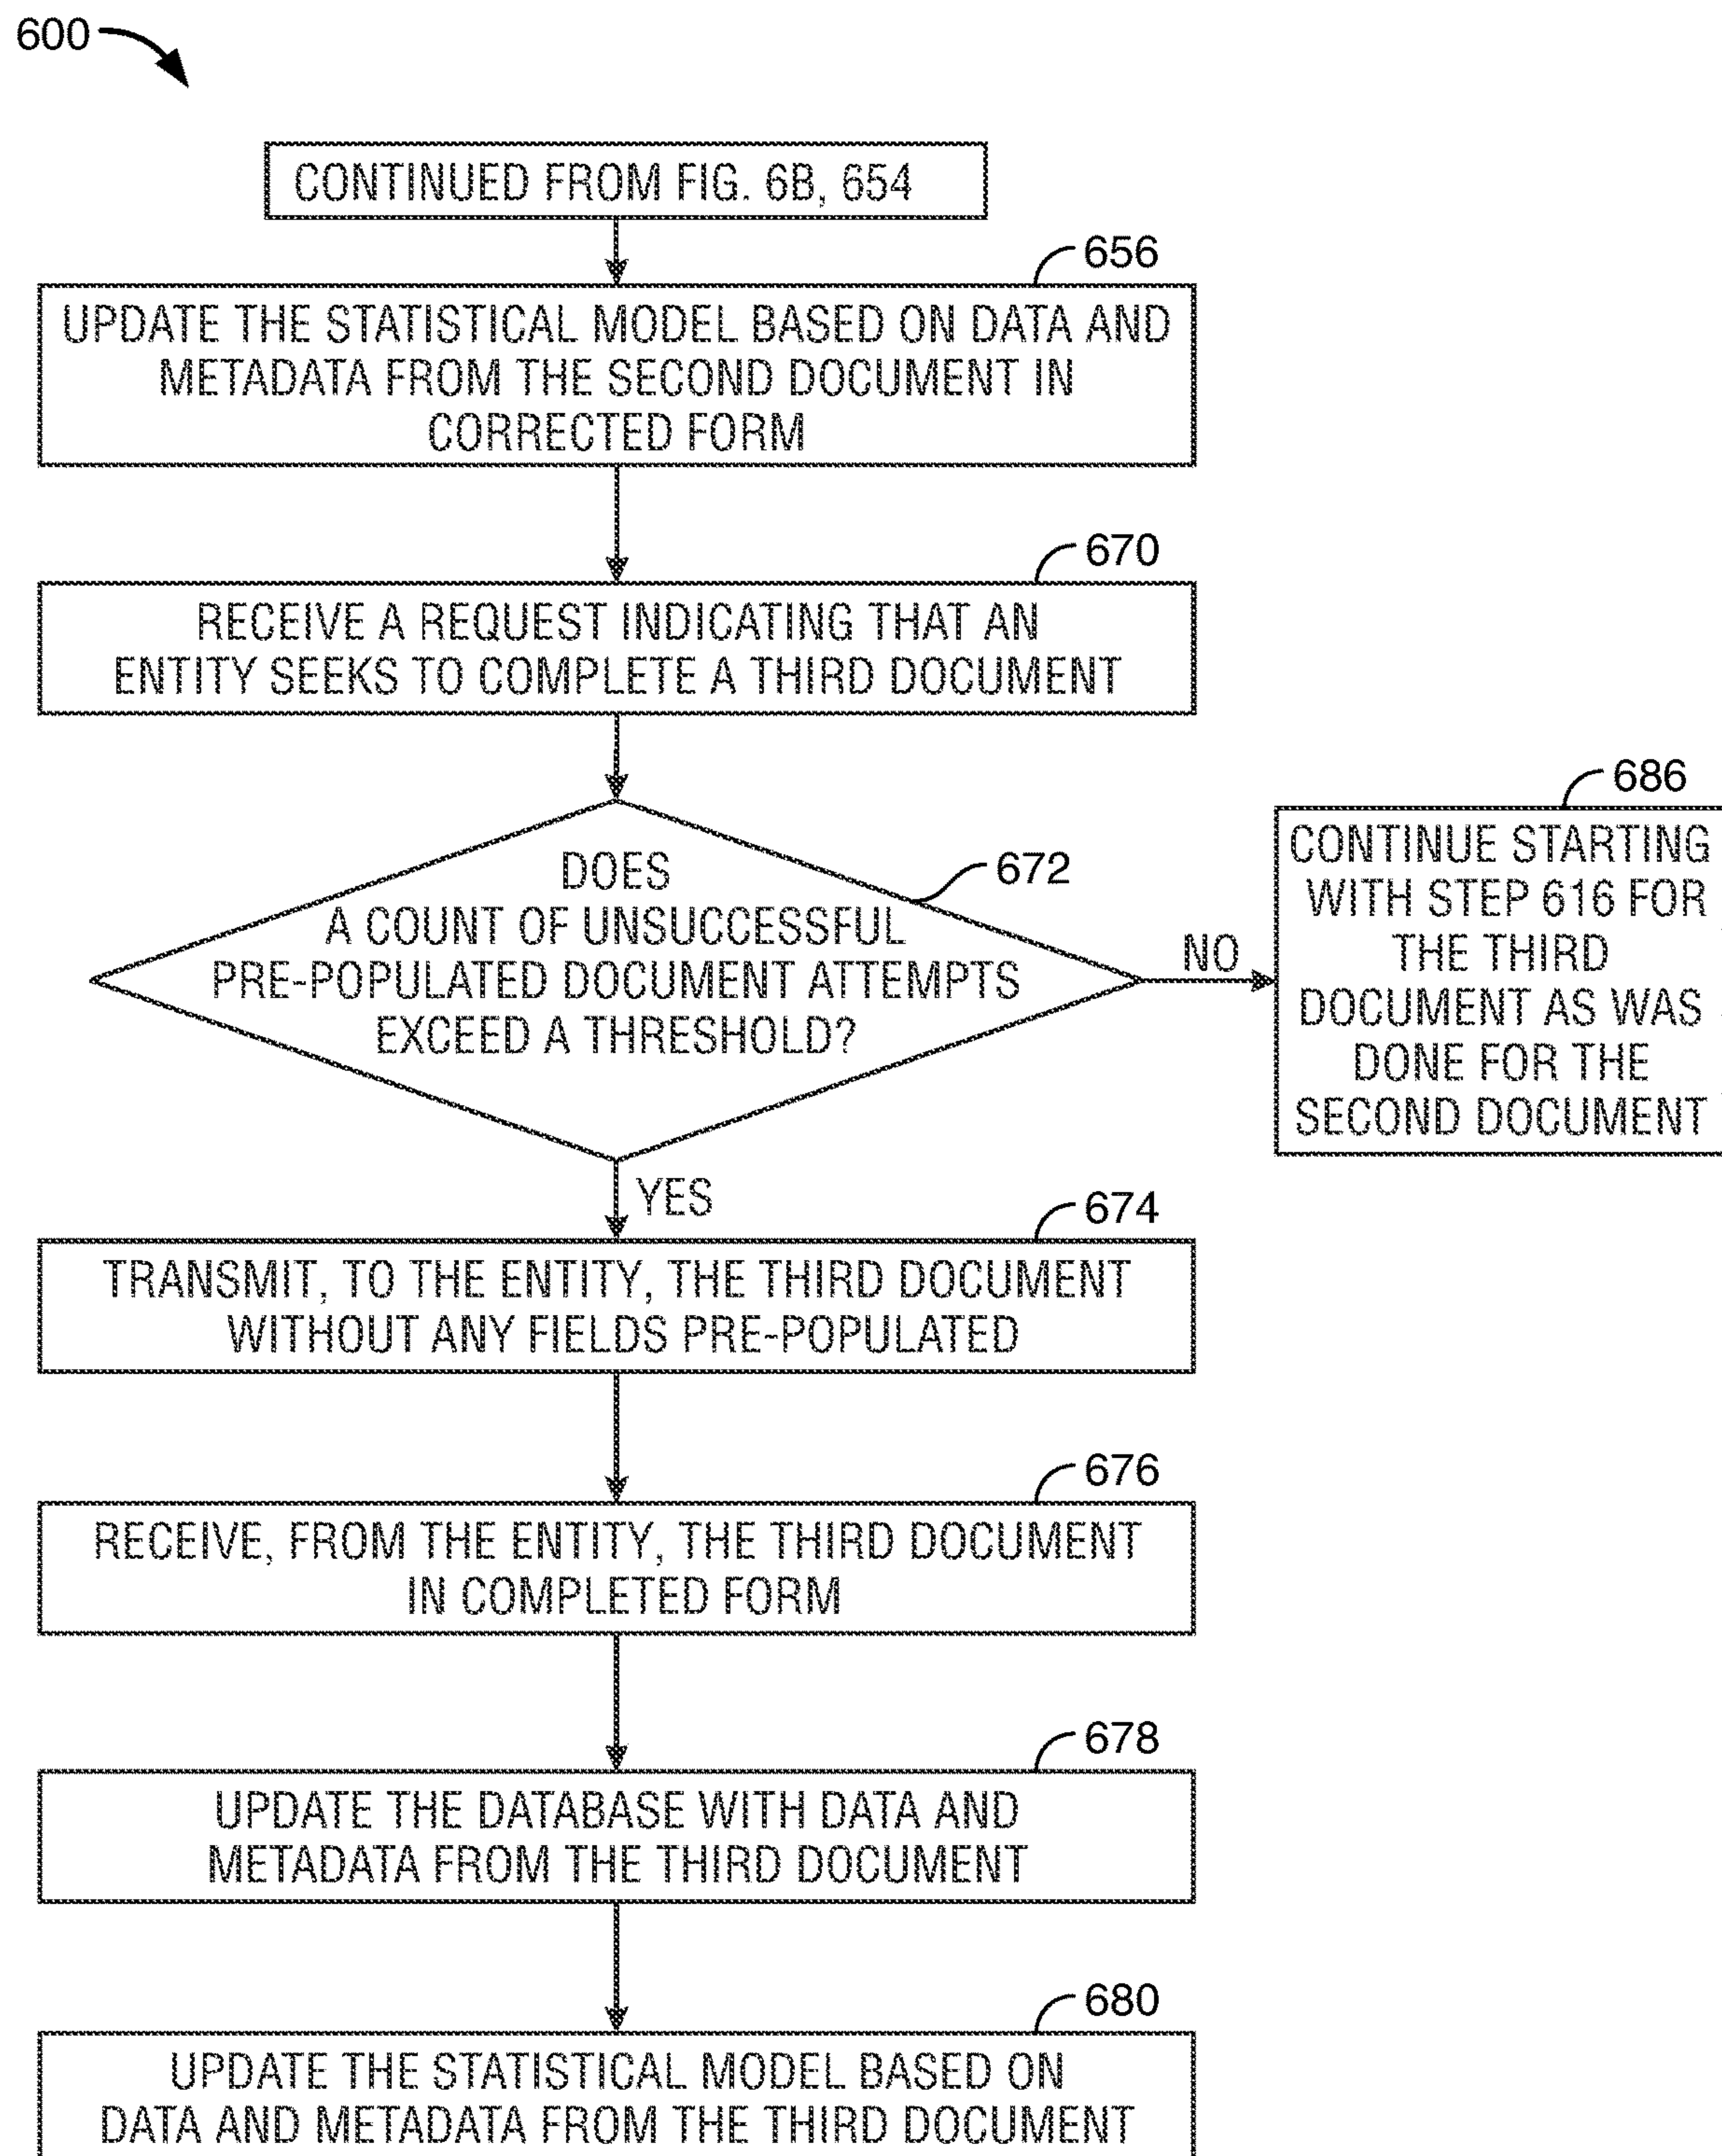 600
CONTINUED FROM FIG. 6B, 654
656
UPDATE THE STATISTICAL MODEL BASED ON DATA AND
METADATA FROM THE SECOND DOCUMENT IN
CORRECTED FORM
670
RECEIVE A REQUEST INDICATING THAT AN
ENTITY SEEKS TO COMPLETE A THIRD DOCUMENT
672
DOES
A COUNT OF UNSUCCESSFUL
PRE-POPULATED DOCUMENT ATTEMPTS
EXCEED A THRESHOLD?
NO
686
CONTINUE STARTING
WITH STEP 616 FOR
THE THIRD
DOCUMENT AS WAS
DONE FOR THE
SECOND DOCUMENT
YES
674
TRANSMIT, TO THE ENTITY, THE THIRD DOCUMENT
WITHOUT ANY FIELDS PRE-POPULATED
676
RECEIVE, FROM THE ENTITY, THE THIRD DOCUMENT
IN COMPLETED FORM
678
UPDATE THE DATABASE WITH DATA AND
METADATA FROM THE THIRD DOCUMENT
680
UPDATE THE STATISTICAL MODEL BASED ON
DATA AND METADATA FROM THE THIRD DOCUMENT